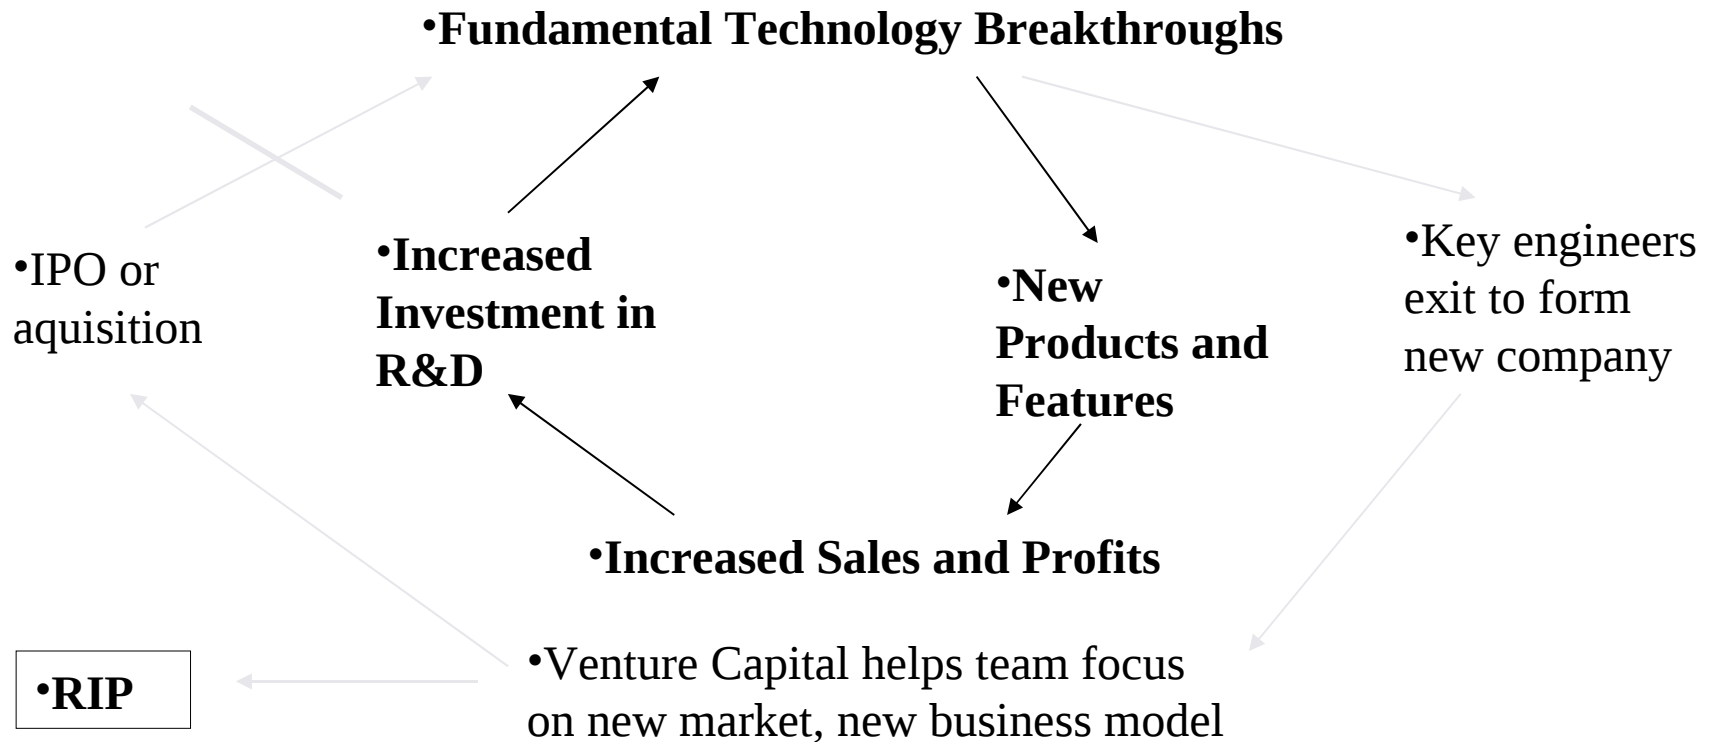 •Fundamental Technology Breakthroughs
•IPO or
aquisition
•Increased
Investment in
R&D
•New
Products and
Features
•Key engineers
exit to form
new company
•Increased Sales and Profits
•Venture Capital helps team focus
on new market, new business model
•RIP